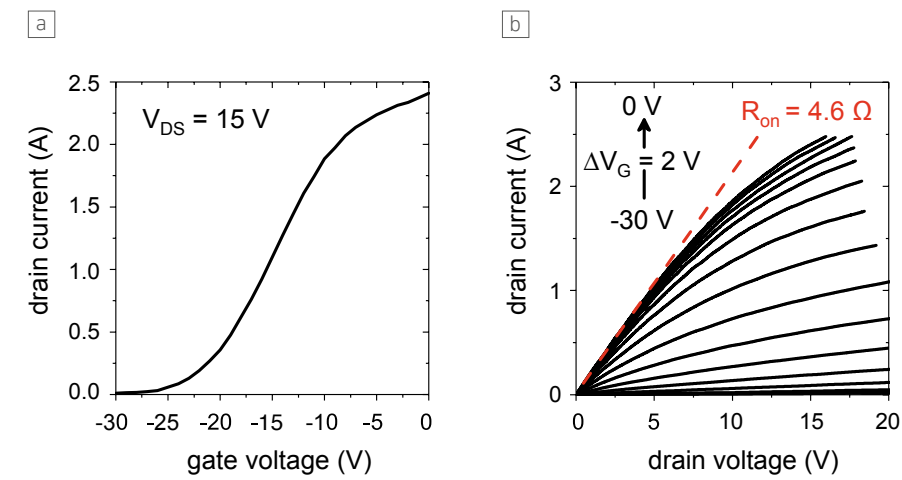 a
V_DS = 15 V
drain current (A)
2.5
2.0
1.5
1.0
0.5
0.0
-30 -25 -20 -15 -10 -5 0
gate voltage (V)
b
0 V
ΔV_G = 2 V
-30 V
R_on = 4.6 Ω
drain current (A)
3
2
1
0
0 5 10 15 20
drain voltage (V)